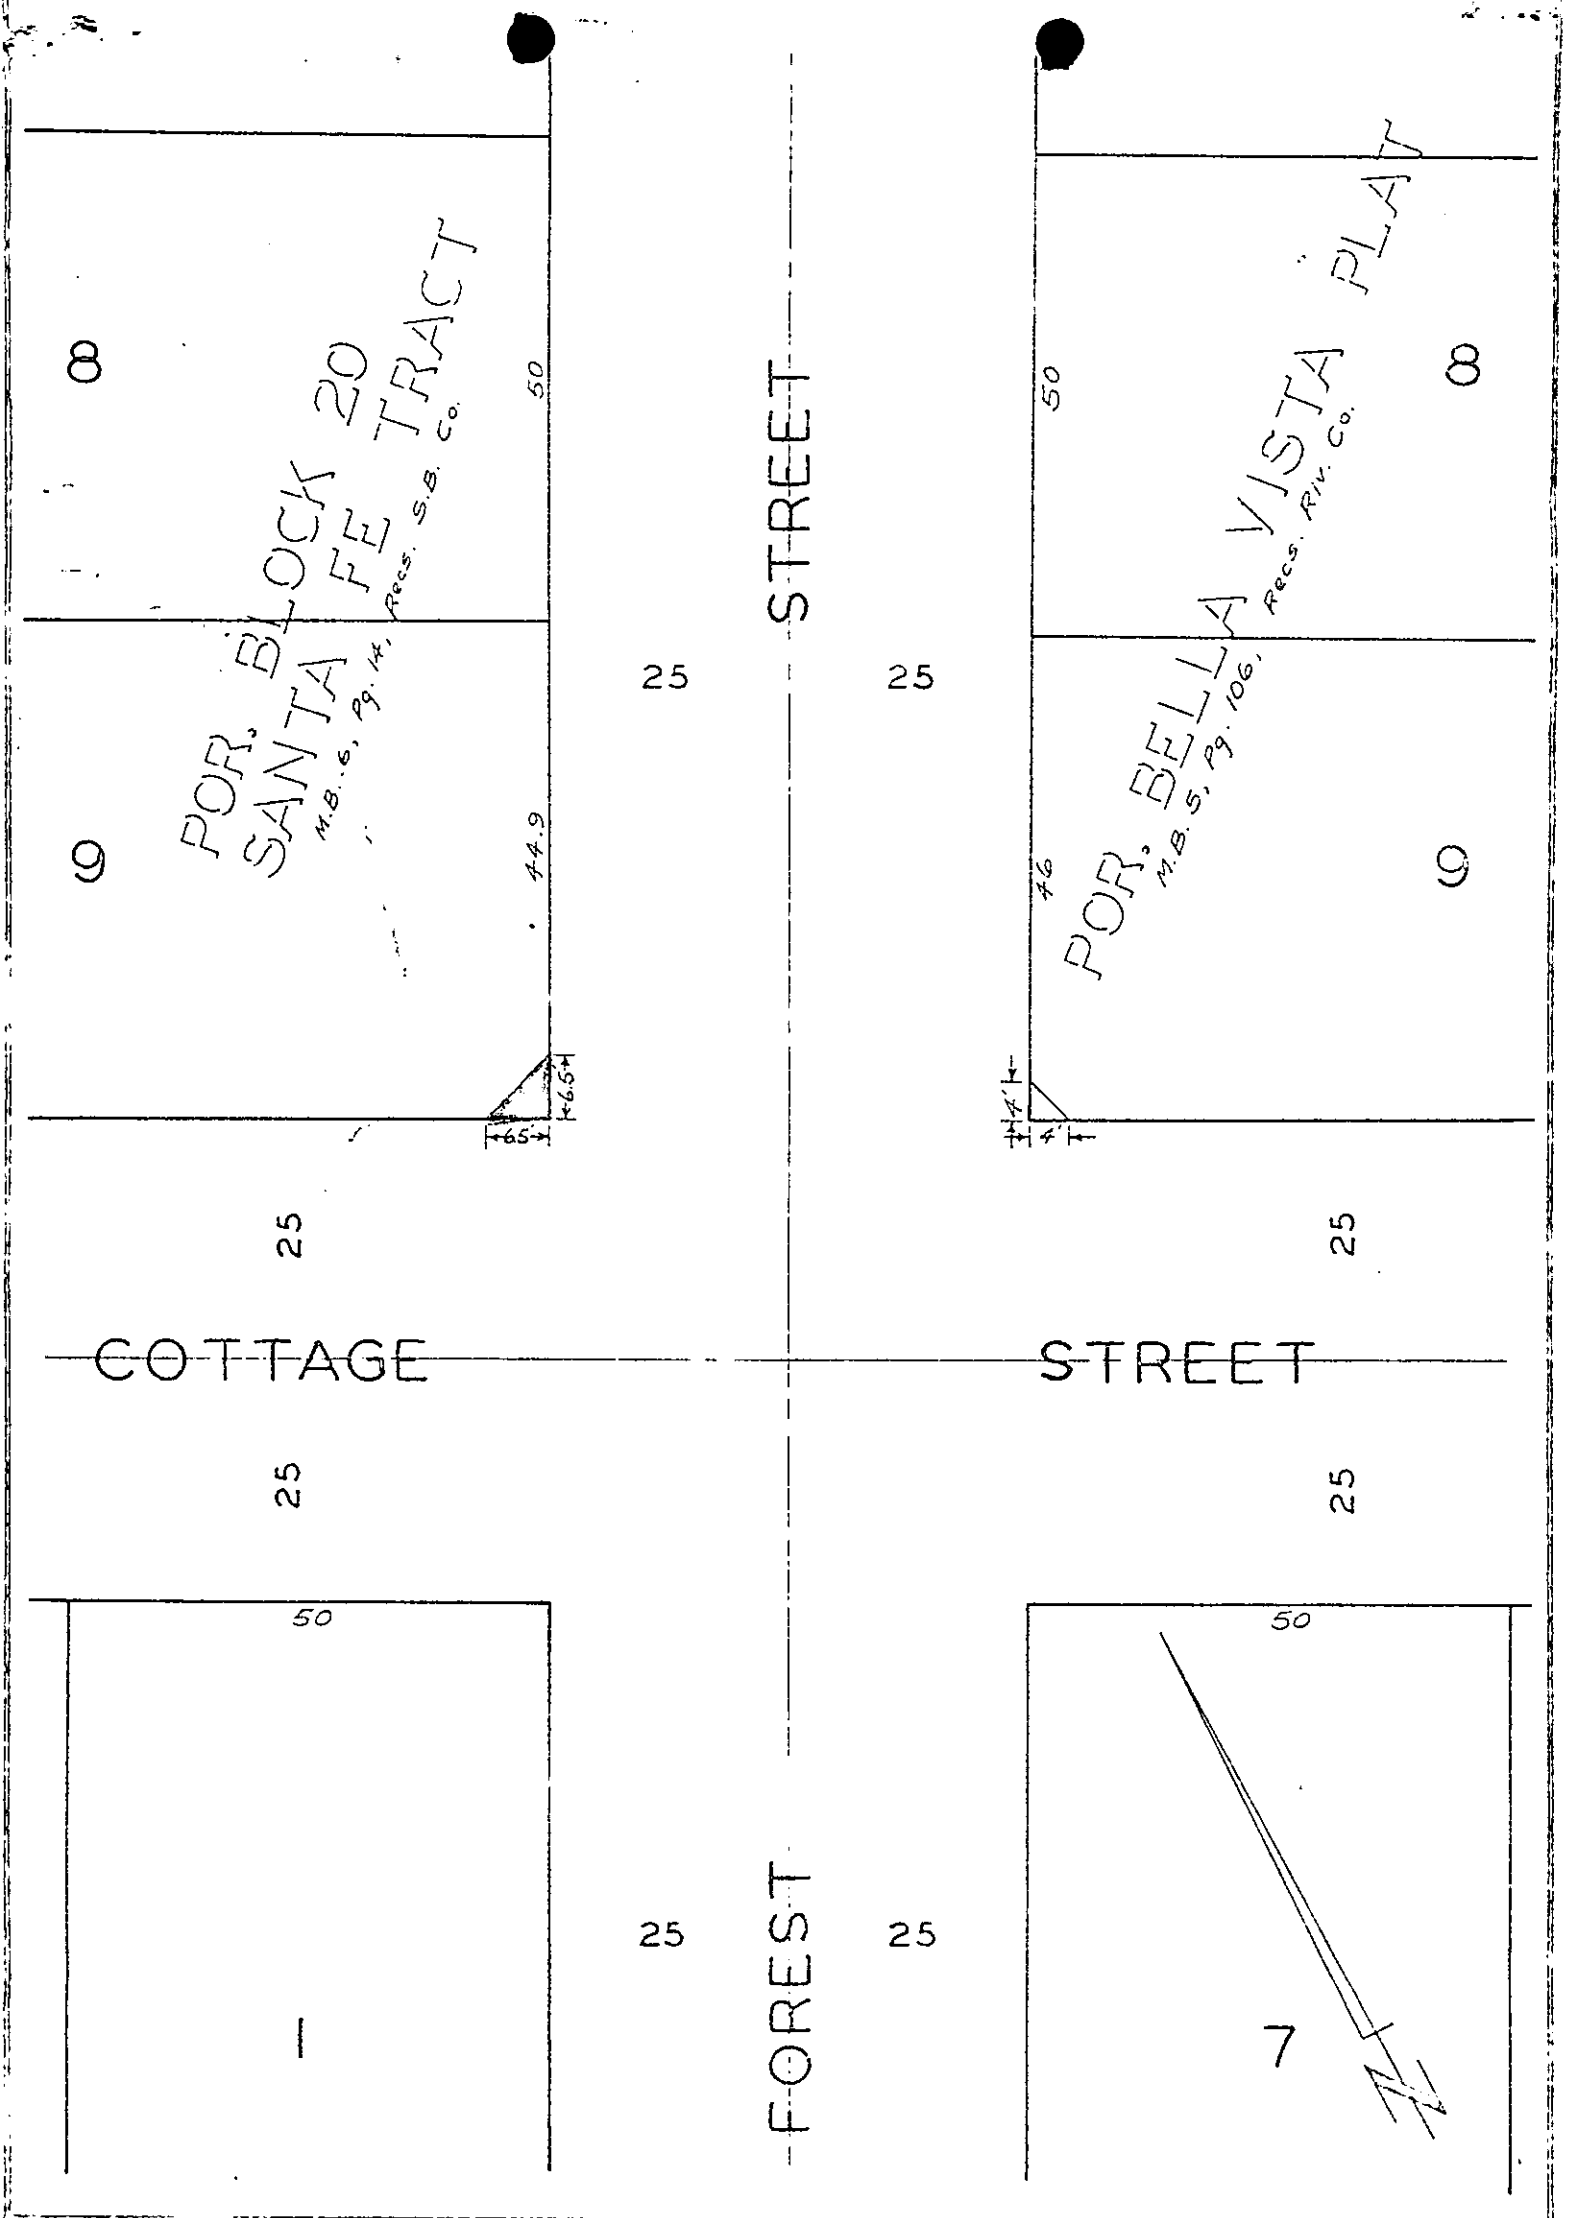 8
POR. BLOCK 20
SANTA FE TRACT
M.B. 6, Pg. 14, Recs. S.B. Co.
50
9
44.9
6.5
6.5'
STREET
25
25
50
8
POR. BELLA VISTA PLAT
M.B. 5, Pg. 106, Recs. Riv. Co.
46
9
4'
4'
25
25
COTTAGE STREET
25
25
50
50
1
25
FOREST
25
7
N